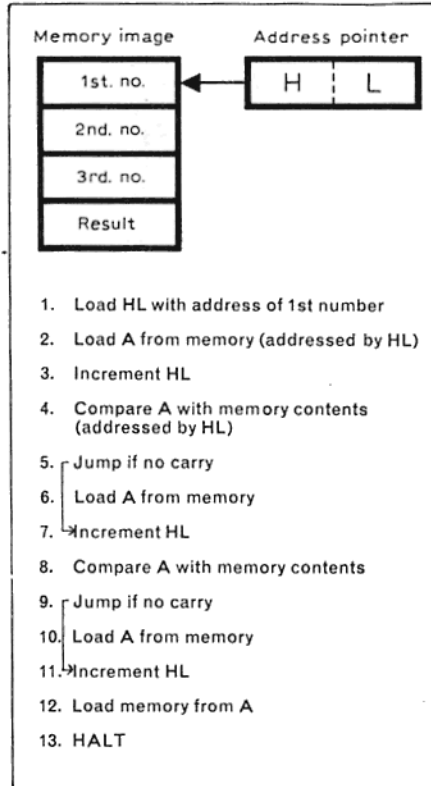 Memory image Address pointer
1st. no. H L
2nd. no.
3rd. no.
Result
1. Load HL with address of 1st number
2. Load A from memory (addressed by HL)
3. Increment HL
4. Compare A with memory contents
(addressed by HL)
5. Jump if no carry
6. Load A from memory
7. Increment HL
8. Compare A with memory contents
9. Jump if no carry
10. Load A from memory
11. Increment HL
12. Load memory from A
13. HALT